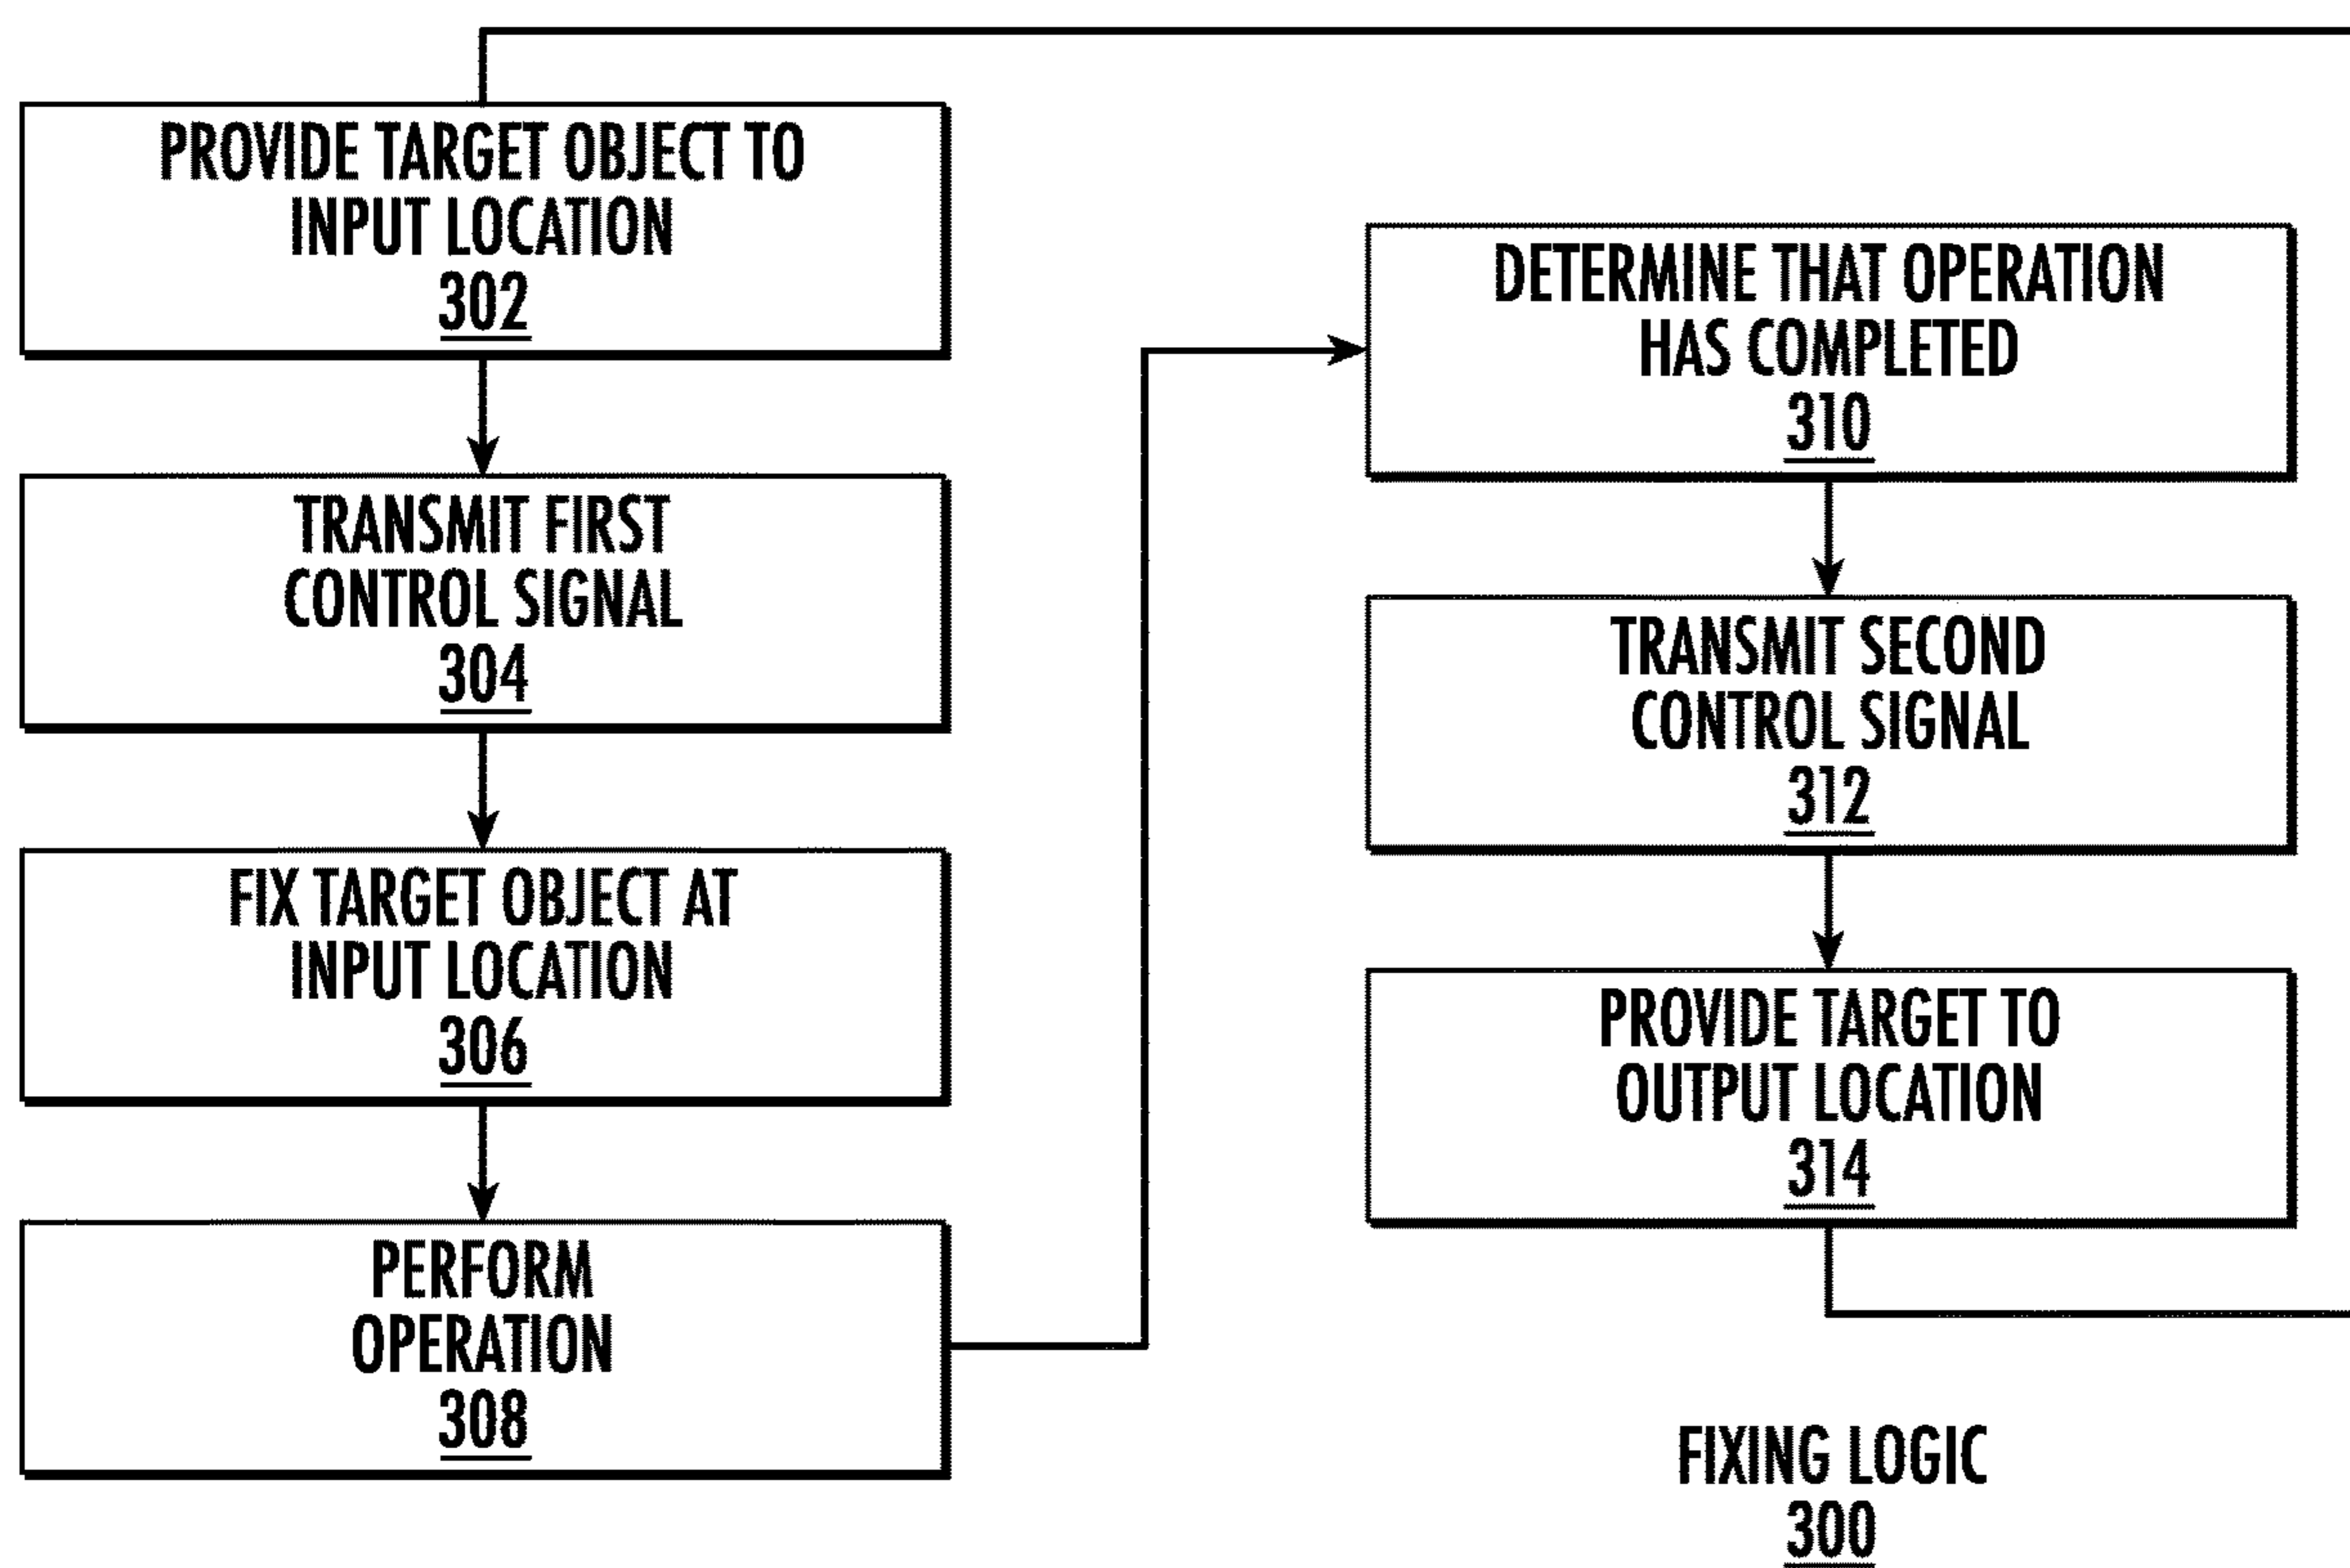 PROVIDE TARGET OBJECT TO
INPUT LOCATION
302
TRANSMIT FIRST
CONTROL SIGNAL
304
FIX TARGET OBJECT AT
INPUT LOCATION
306
PERFORM
OPERATION
308
DETERMINE THAT OPERATION
HAS COMPLETED
310
TRANSMIT SECOND
CONTROL SIGNAL
312
PROVIDE TARGET TO
OUTPUT LOCATION
314
FIXING LOGIC
300